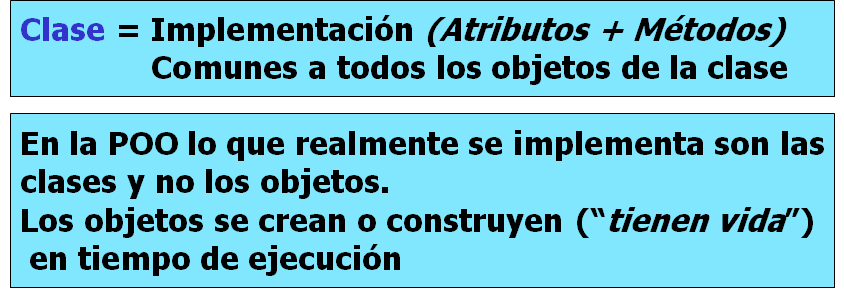 Clase = Implementación (Atributos + Métodos)
Comunes a todos los objetos de la clase
En la POO lo que realmente se implementa son las
clases y no los objetos.
Los objetos se crean o construyen (“tienen vida”)
en tiempo de ejecución